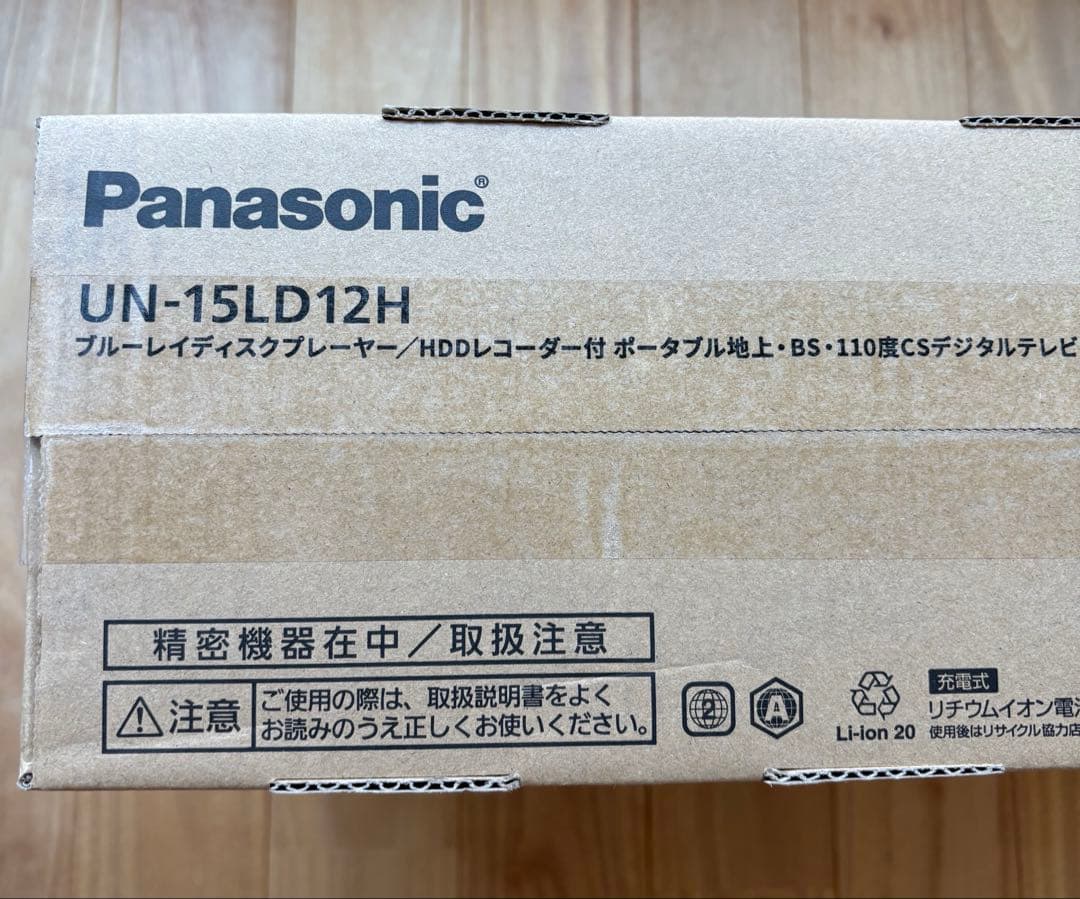 Panasonic®
UN-15LD12H
ブルーレイディスクプレーヤー/HDDレコーダー付 ポータブル地上・BS・110度CSデジタルテレビ
精密機器在中/取扱注意
注意
ご使用の際は、取扱説明書をよく
お読みのうえ正しくお使いください。
2
A
Li-ion 20
充電式
リチウムイオン電
使用後はリサイクル協力店